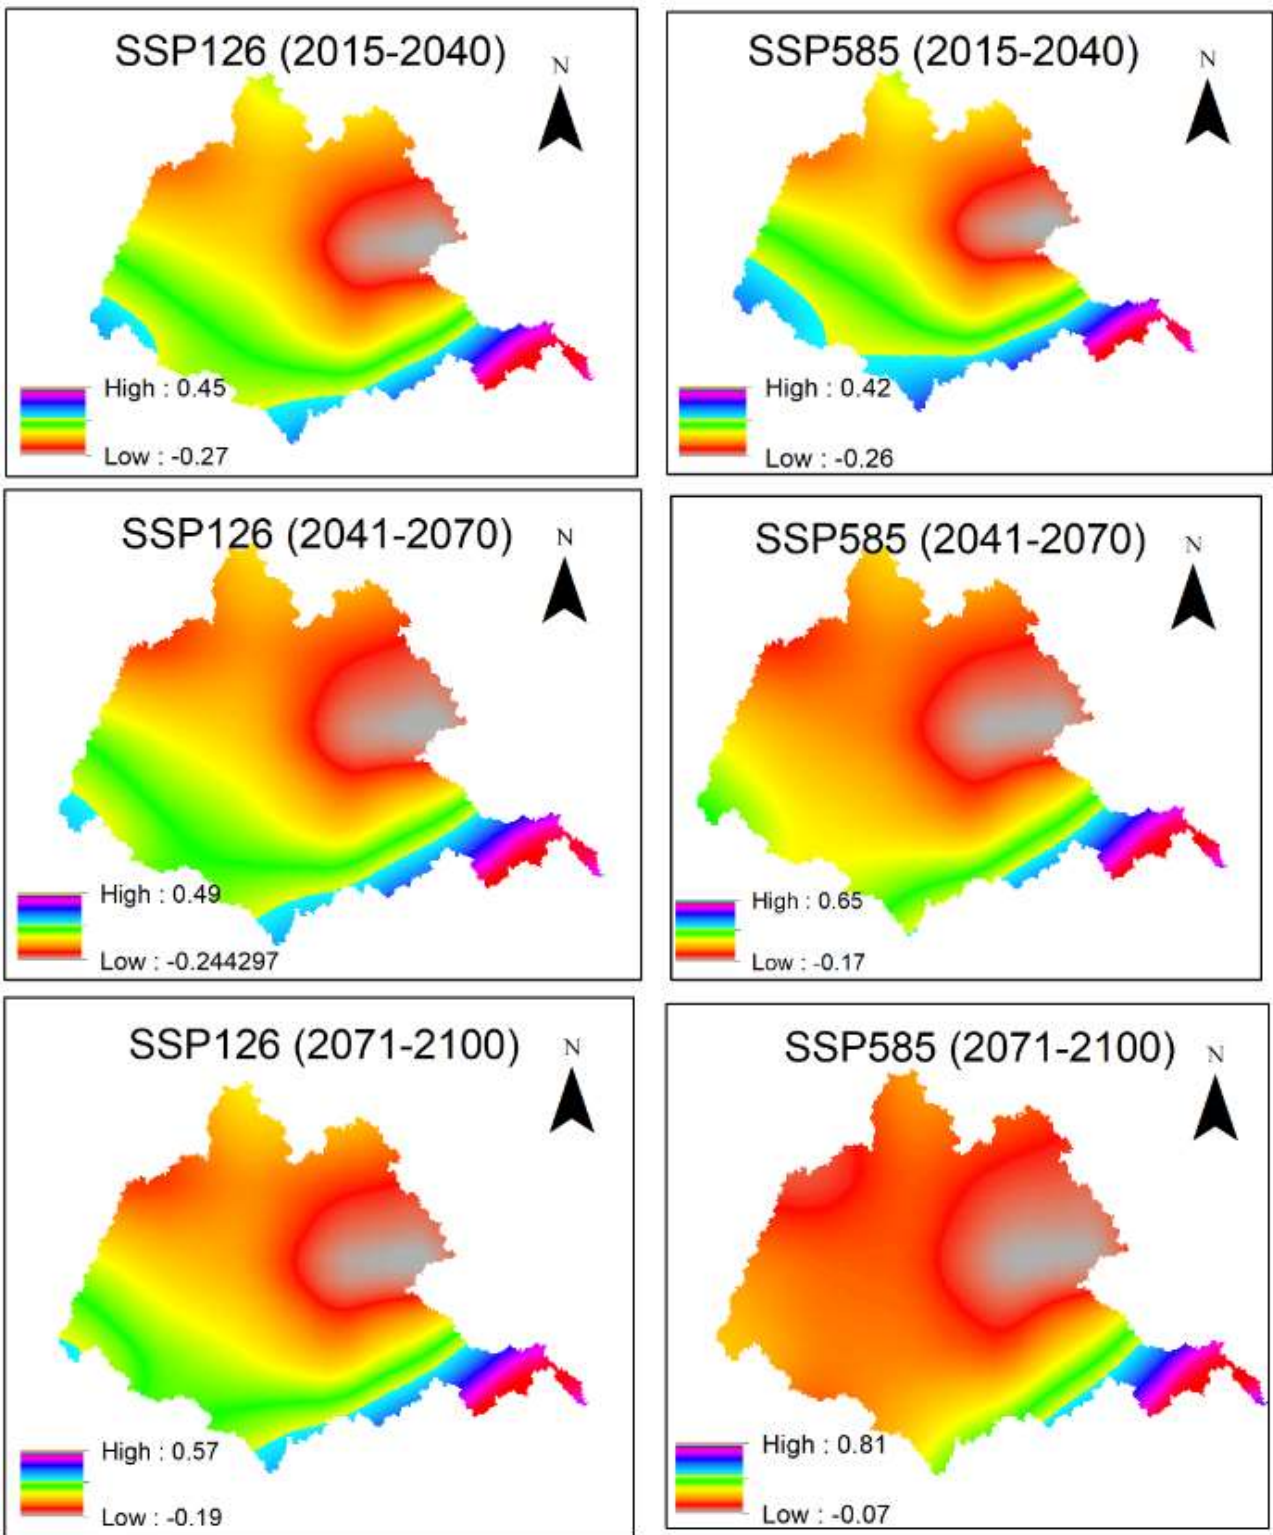 SSP126 (2015-2040)
N
High : 0.45
Low : -0.27
SSP585 (2015-2040)
N
High : 0.42
Low : -0.26
SSP126 (2041-2070)
N
High : 0.49
Low : -0.244297
SSP585 (2041-2070)
N
High : 0.65
Low : -0.17
SSP126 (2071-2100)
N
High : 0.57
Low : -0.19
SSP585 (2071-2100)
N
High : 0.81
Low : -0.07